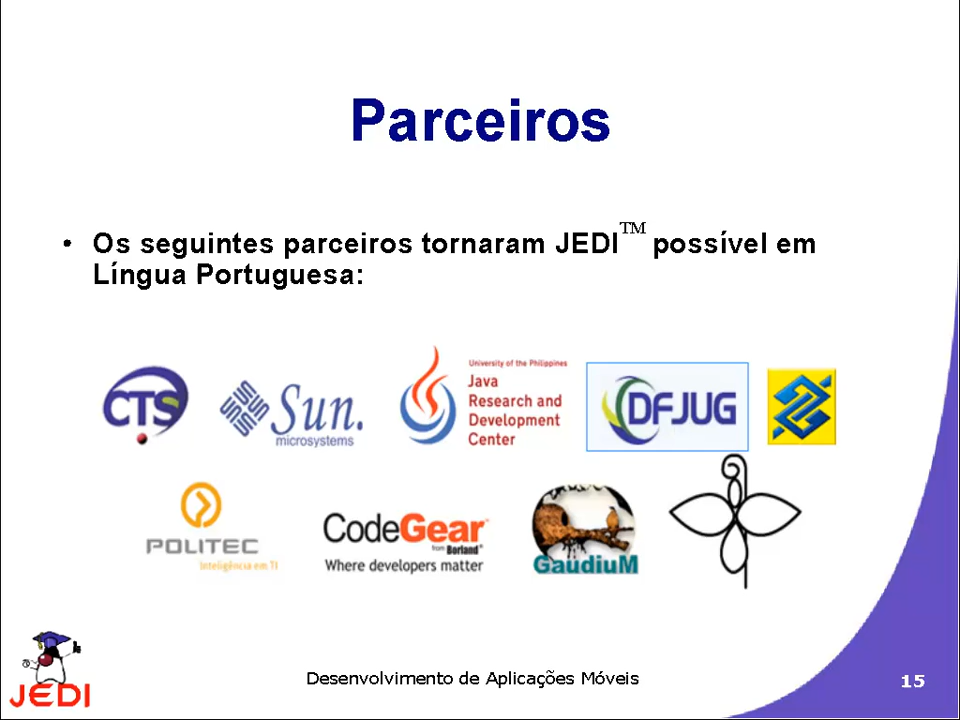 Parceiros
• Os seguintes parceiros tornaram JEDI™ possível em
Língua Portuguesa:
CTS
Sun.
microsystems
University of the Philippines
Java
Research and
Development
Center
DFJUG
POLITEC
Inteligência em TI
CodeGear
from Borland®
Where developers matter
GaudiuM
JEDI
Desenvolvimento de Aplicações Móveis
15